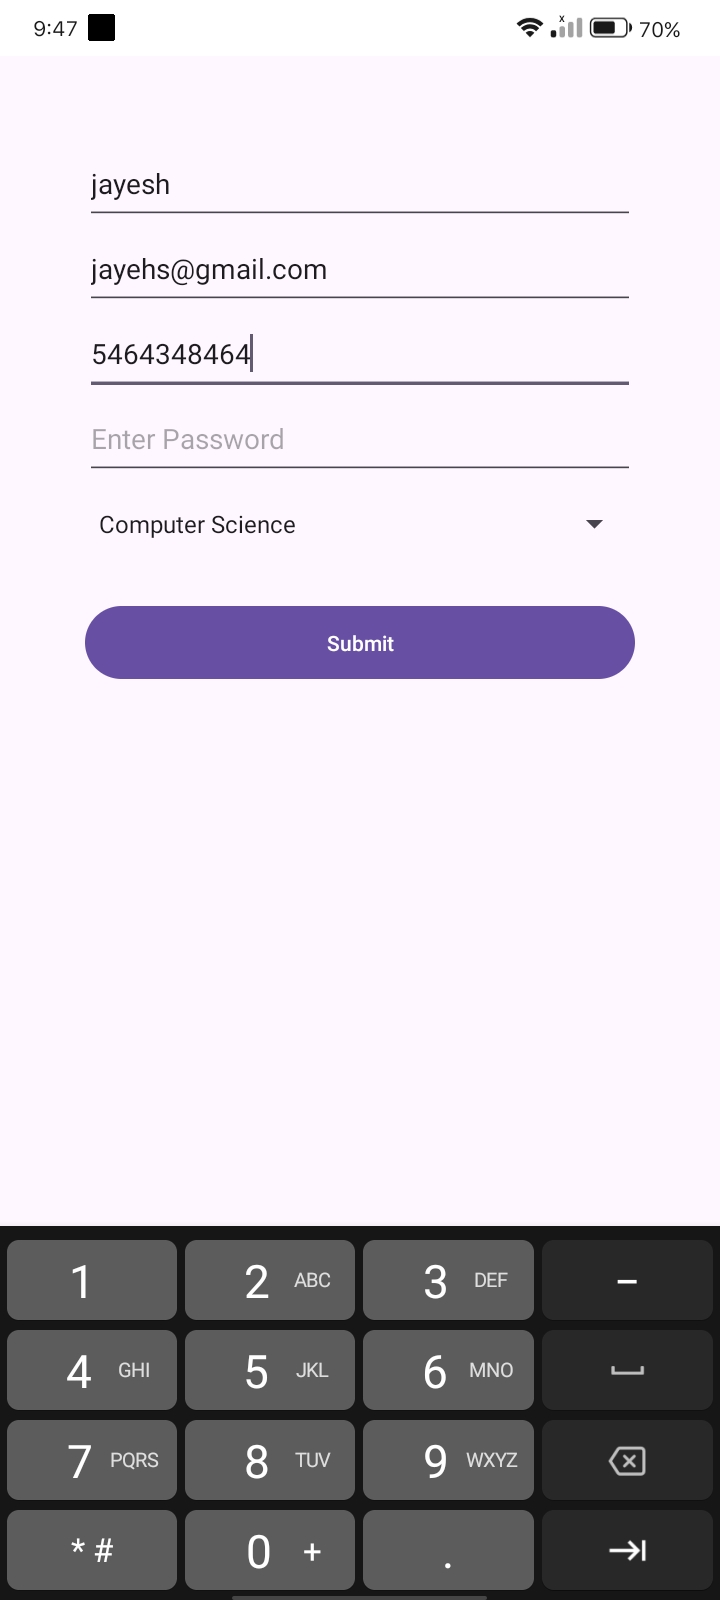 9:47 70%
jayesh
jayehs@gmail.com
5464348464
Enter Password
Computer Science
Submit
1 2 ABC 3 DEF –
4 GHI 5 JKL 6 MNO
7 PQRS 8 TUV 9 WXYZ
* # 0 + .